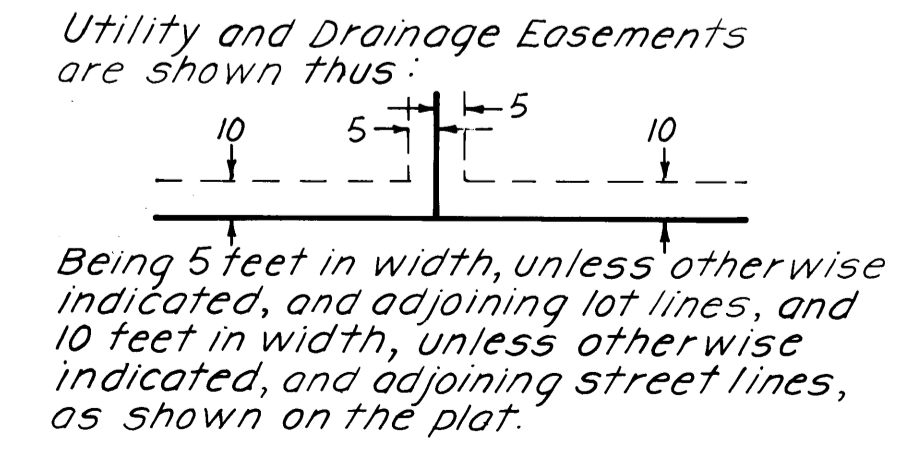 Utility and Drainage Easements
are shown thus:
5
10
5
10
Being 5 feet in width, unless otherwise
indicated, and adjoining lot lines, and
10 feet in width, unless otherwise
indicated, and adjoining street lines,
as shown on the plat.